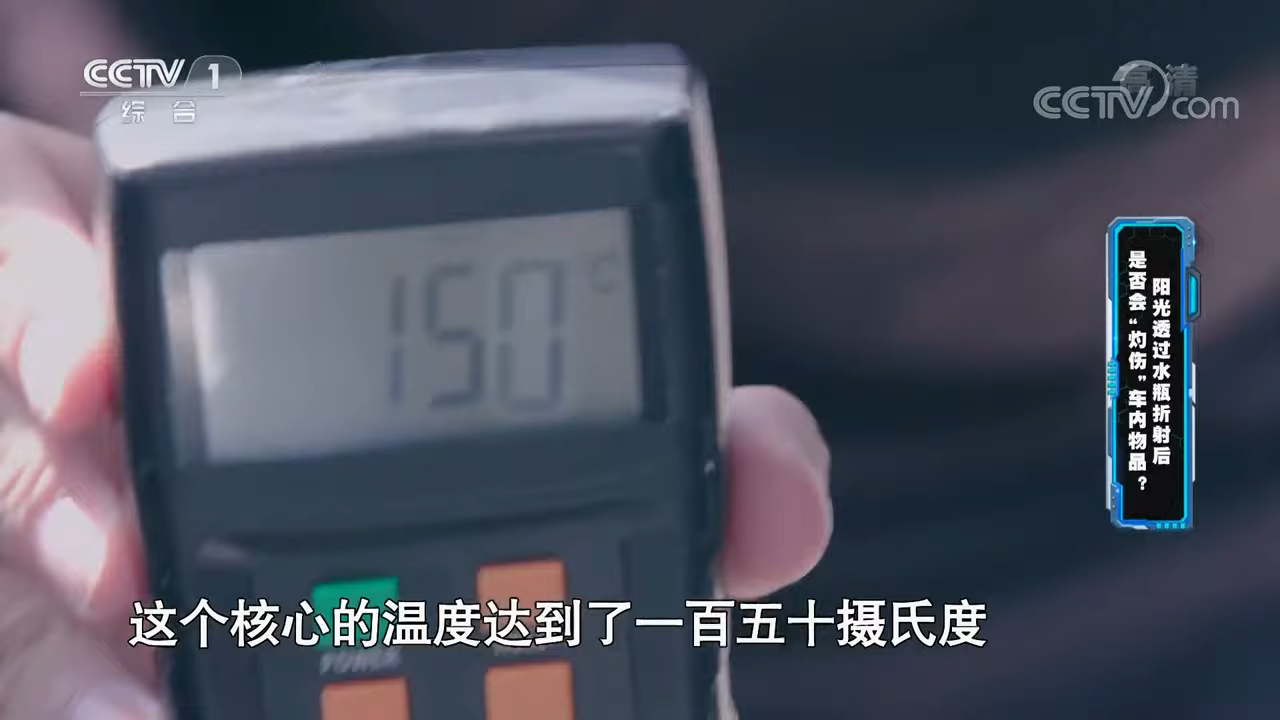 CCTV 1
综合
高清
CCTV.com
150 °C
阳光透过水瓶折射后
是否会“灼伤”车内物品？
这个核心的温度达到了一百五十摄氏度
POWER